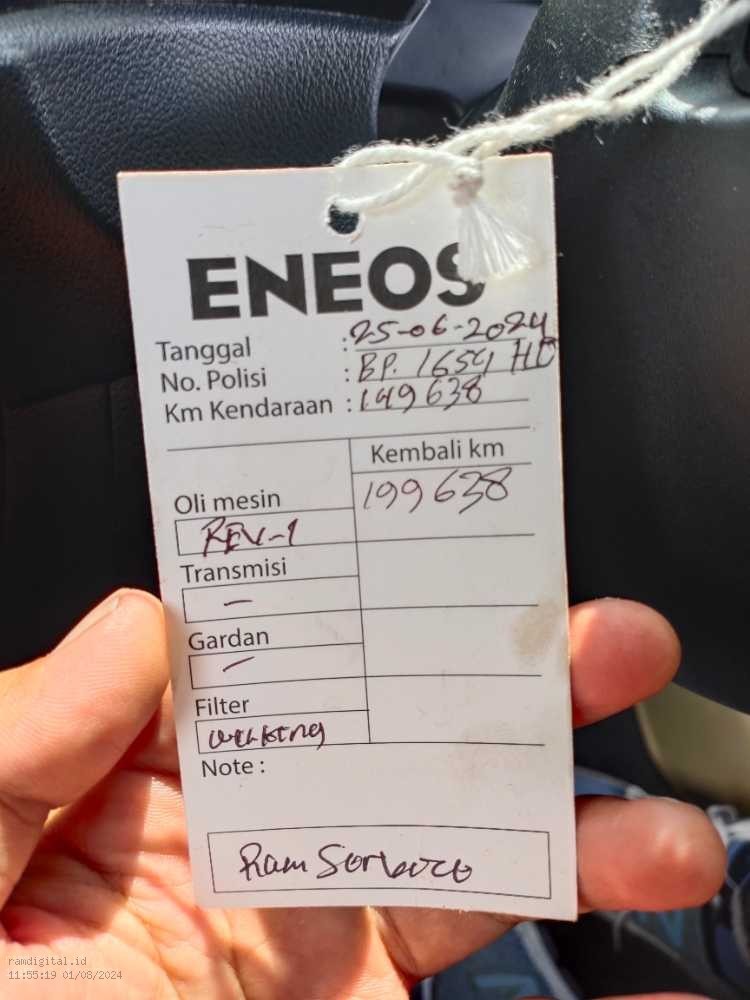 ENEOS
Tanggal : 25-06-2024
No. Polisi : BP. 1654 HD
Km Kendaraan : 149638
Kembali km
Oli mesin 199638
REV-1
Transmisi
–
Gardan
–
Filter
Note :
Ram
ramdigital.id
11:55:19 01/08/2024